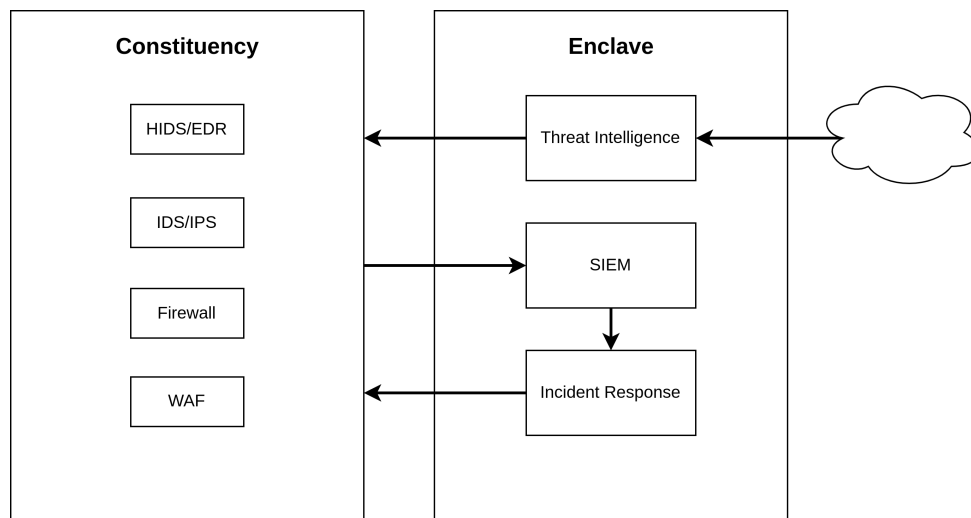 Constituency
HIDS/EDR
IDS/IPS
Firewall
WAF
Enclave
Threat Intelligence
SIEM
Incident Response